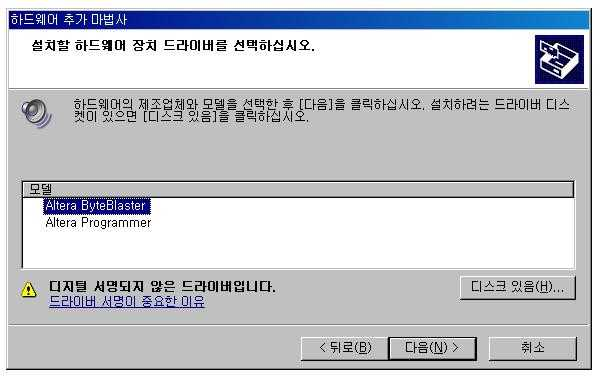 하드웨어 추가 마법사
설치할 하드웨어 장치 드라이버를 선택하십시오.
하드웨어의 제조업체와 모델을 선택한 후 [다음]을 클릭하십시오. 설치하려는 드라이버 디스
켓이 있으면 [디스크 있음]을 클릭하십시오.
모델
Altera ByteBlaster
Altera Programmer
디지털 서명되지 않은 드라이버입니다.
드라이버 서명이 중요한 이유
디스크 있음(H)...
< 뒤로(B)
다음(N) >
취소